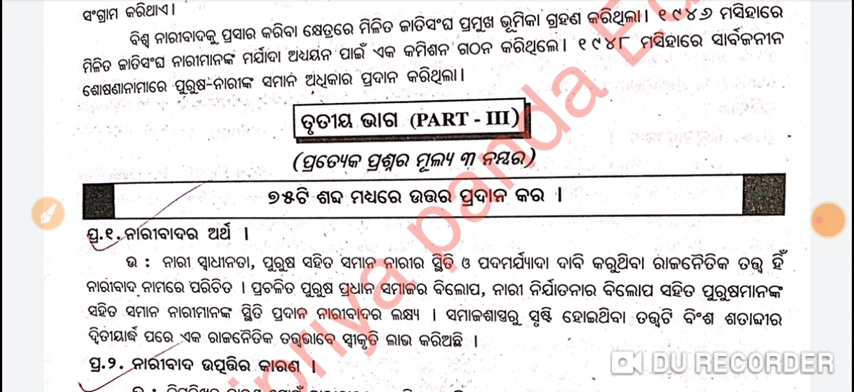 ସଂଗ୍ରାମ କରିଥାଏ ।
ବିଶ୍ୱ ନାରୀବାଦକୁ ପ୍ରସାର କରିବା କ୍ଷେତ୍ରରେ ମିଳିତ ଜାତିସଂଘ ପ୍ରମୁଖ ଭୂମିକା ଗ୍ରହଣ କରିଥିଲା । ୧୯୪୬ ମସିହାରେ
ମିଳିତ ଜାତିସଂଘ ନାରୀମାନଙ୍କ ମର୍ଯାଦା ଅଧ୍ୟୟନ ପାଇଁ ଏକ କମିଶନ ଗଠନ କରିଥିଲେ । ୧୯୪୮ ମସିହାରେ ସାର୍ବଜନୀନ
ଘୋଷଣାନାମାରେ ପୁରୁଷ-ନାରୀଙ୍କ ସମାନ ଅଧିକାର ପ୍ରଦାନ କରିଥିଲା ।
ତୃତୀୟ ଭାଗ (PART - III)
(ପ୍ରତ୍ୟେକ ପ୍ରଶ୍ନର ମୂଲ୍ୟ ୩ ନମ୍ବର)
୭୫ଟି ଶବ୍ଦ ମଧ୍ୟରେ ଉତ୍ତର ପ୍ରଦାନ କର ।
ପ୍ର.୧. ନାରୀବାଦର ଅର୍ଥ ।
ଉ : ନାରୀ ସ୍ୱାଧୀନତା, ପୁରୁଷ ସହିତ ସମାନ ନାରୀର ସ୍ଥିତି ଓ ପଦମର୍ଯ୍ୟାଦା ଦାବି କରୁଥିବା ରାଜନୈତିକ ତତ୍ତ୍ୱ ହିଁ
ନାରୀବାଦ ନାମରେ ପରିଚିତ । ପ୍ରଚଳିତ ପୁରୁଷ ପ୍ରଧାନ ସମାଜର ବିଲୋପ, ନାରୀ ନିର୍ଯାତନାର ବିଲୋପ ସହିତ ପୁରୁଷମାନଙ୍କ
ସହିତ ସମାନ ନାରୀମାନଙ୍କ ସ୍ଥିତି ପ୍ରଦାନ ନାରୀବାଦର ଲକ୍ଷ୍ୟ । ସମାଜଶାସ୍ତ୍ରରୁ ସୃଷ୍ଟି ହୋଇଥିବା ତତ୍ତ୍ୱଟି ବିଂଶ ଶତାବ୍ଦୀର
ଦ୍ୱିତୀୟାର୍ଦ୍ଧ ପରେ ଏକ ରାଜନୈତିକ ତତ୍ତ୍ୱଭାବେ ସ୍ୱୀକୃତି ଲାଭ କରିଅଛି ।
ପ୍ର.୨. ନାରୀବାଦ ଉତ୍ପତ୍ତିର କାରଣ ।
DU RECORDER
panda